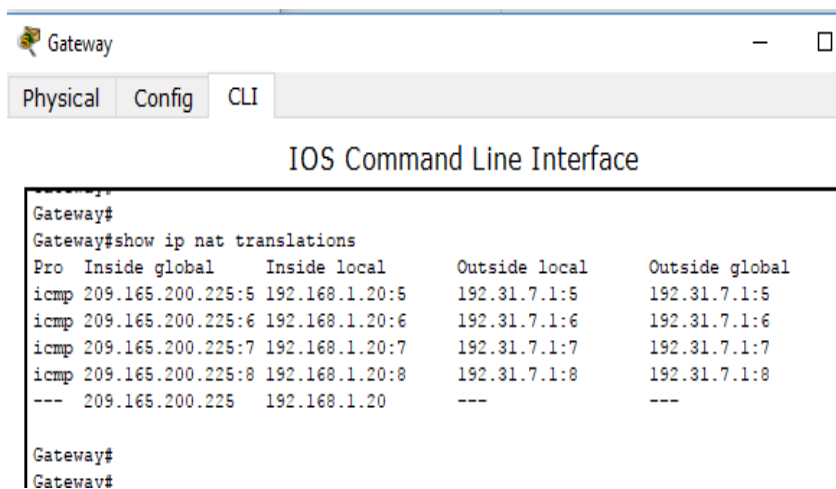 Gateway
Physical Config CLI
IOS Command Line Interface
Gateway#
Gateway#show ip nat translations
Pro Inside global Inside local Outside local Outside global
icmp 209.165.200.225:5 192.168.1.20:5 192.31.7.1:5 192.31.7.1:5
icmp 209.165.200.225:6 192.168.1.20:6 192.31.7.1:6 192.31.7.1:6
icmp 209.165.200.225:7 192.168.1.20:7 192.31.7.1:7 192.31.7.1:7
icmp 209.165.200.225:8 192.168.1.20:8 192.31.7.1:8 192.31.7.1:8
--- 209.165.200.225 192.168.1.20 --- ---
Gateway#
Gateway#